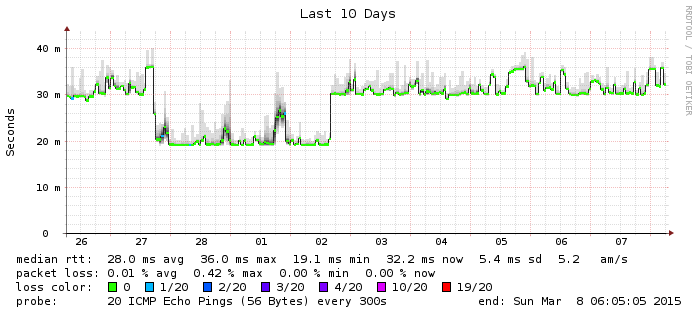 Last 10 Days
RRDTOOL / TOBI OETIKER
Seconds
40 m
30 m
20 m
10 m
0
26 27 28 01 02 03 04 05 06 07
median rtt: 28.0 ms avg 36.0 ms max 19.1 ms min 32.2 ms now 5.4 ms sd 5.2 am/s
packet loss: 0.01 % avg 0.42 % max 0.00 % min 0.00 % now
loss color: 0 1/20 2/20 3/20 4/20 10/20 19/20
probe: 20 ICMP Echo Pings (56 Bytes) every 300s end: Sun Mar 8 06:05:05 2015